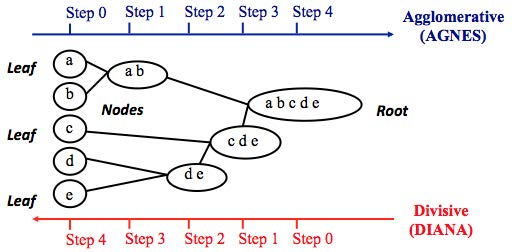 Step 0 Step 1 Step 2 Step 3 Step 4
Agglomerative
(AGNES)
Leaf
a
a b
b
Nodes
a b c d e
Root
Leaf
c
c d e
d
d e
Leaf
e
Divisive
(DIANA)
Step 4 Step 3 Step 2 Step 1 Step 0